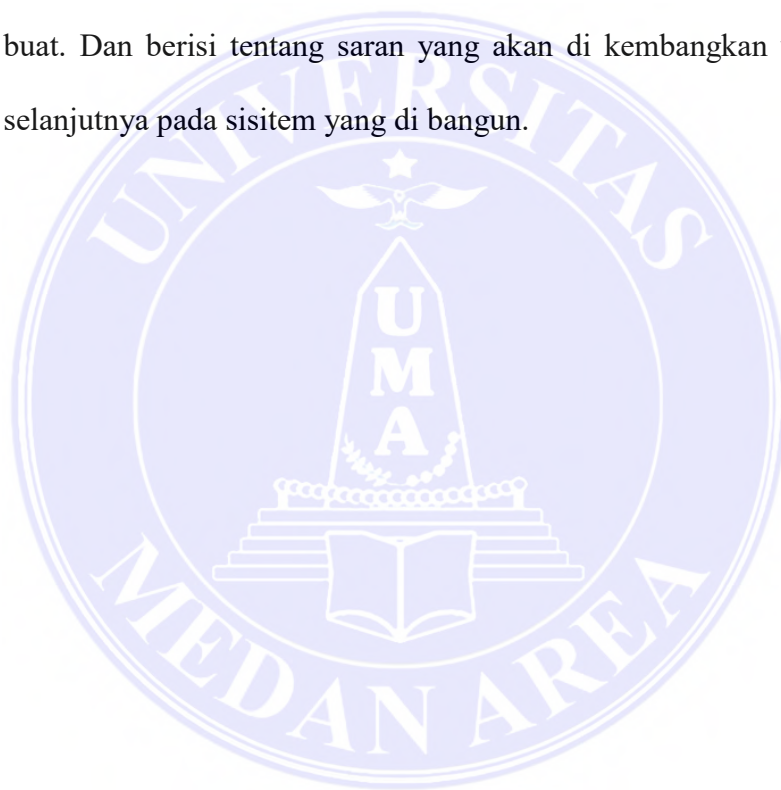 buat. Dan berisi tentang saran yang akan di kembangkan
selanjutnya pada sisitem yang di bangun.
UNIVERSITAS
UMA
MEDAN AREA